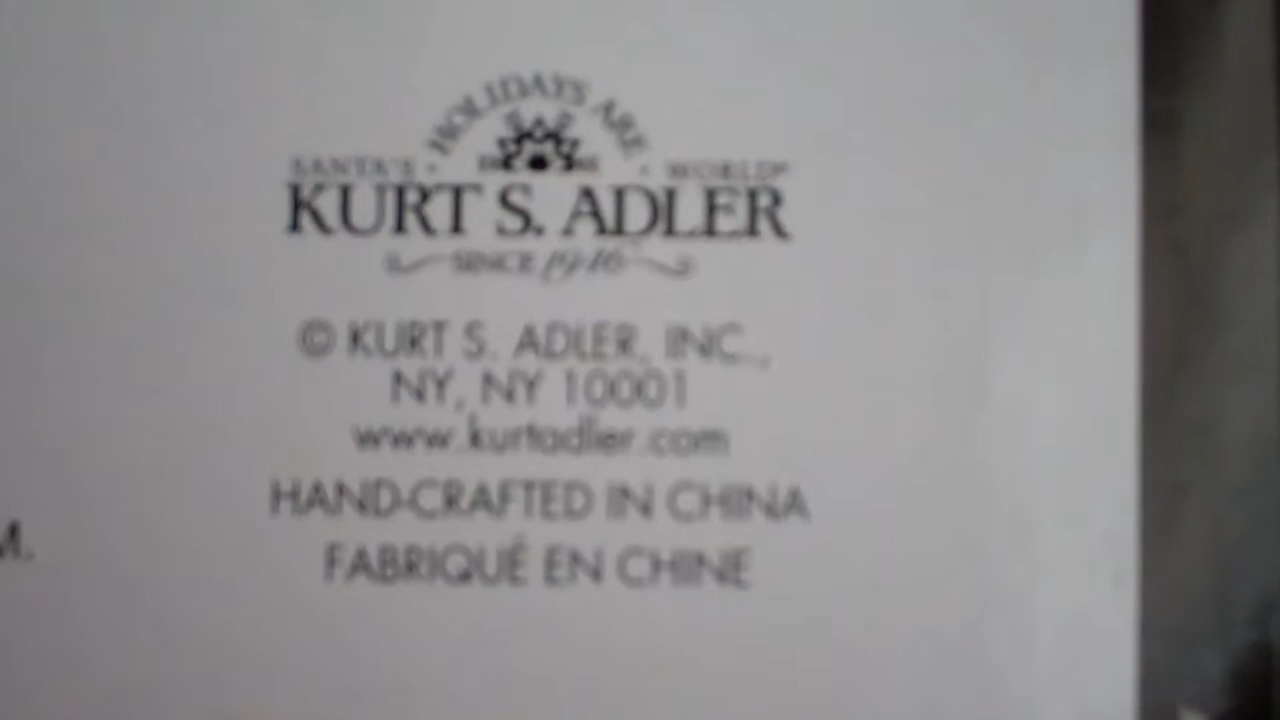 HOLIDAYS ARE
SANTA'S · · WORLD®
KURT S. ADLER
SINCE 1946
© KURT S. ADLER, INC.,
NY, NY 10001
www.kurtadler.com
HAND-CRAFTED IN CHINA
FABRIQUÉ EN CHINE
M.